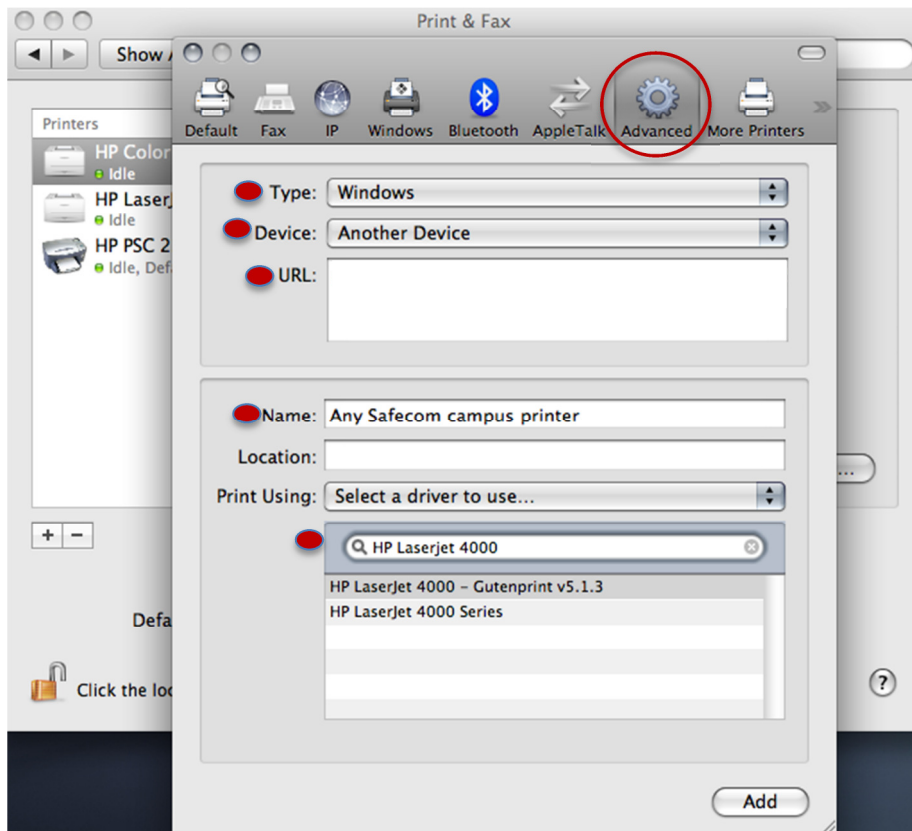 Print & Fax
Show
Default Fax IP Windows Bluetooth AppleTalk Advanced More Printers
Printers
HP Color
Idle
HP Laser
Idle
HP PSC 2
Idle, Def
Type: Windows
Device: Another Device
URL:
Name: Any Safecom campus printer
Location:
Print Using: Select a driver to use...
HP Laserjet 4000
HP LaserJet 4000 – Gutenprint v5.1.3
HP LaserJet 4000 Series
...
Defa
Click the loc
?
Add